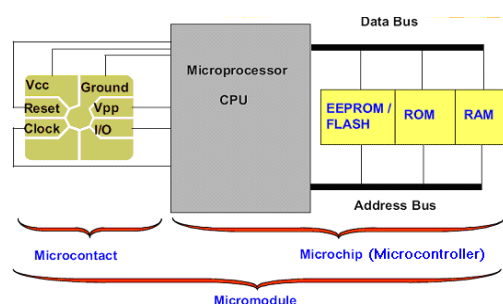 Data Bus
Vcc
Ground
Reset
Vpp
Clock
I/O
Microprocessor
CPU
EEPROM /
FLASH
ROM
RAM
Address Bus
Microcontact
Microchip (Microcontroller)
Micromodule